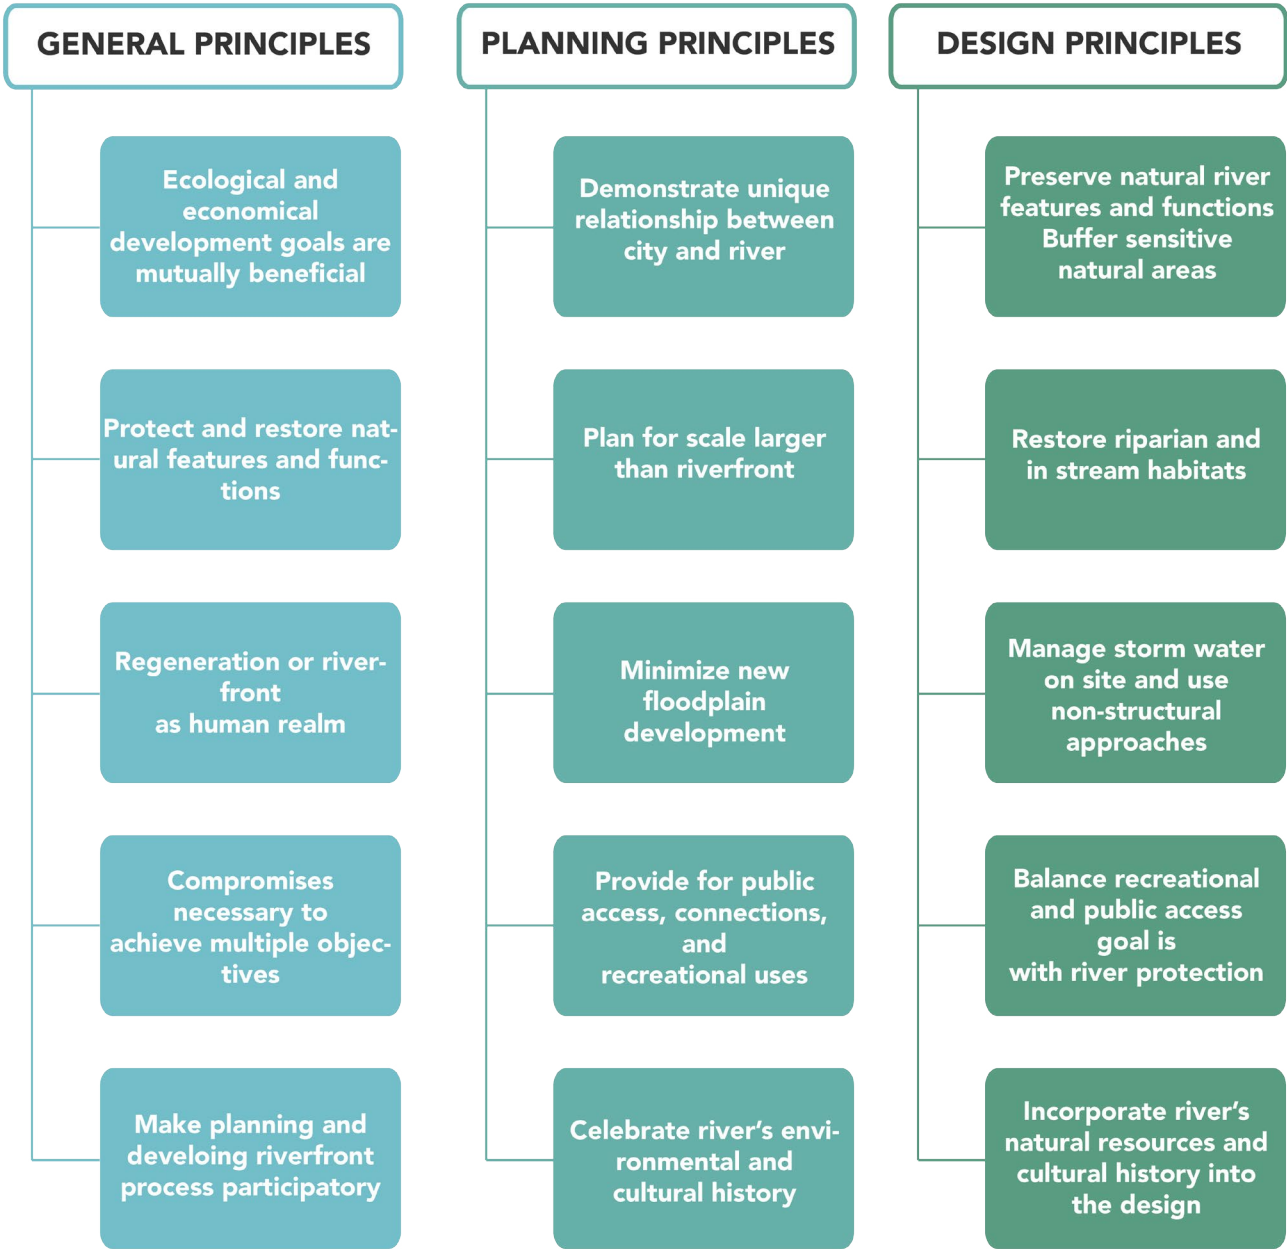 GENERAL PRINCIPLES
Ecological and
economical
development goals are
mutually beneficial
Protect and restore nat-
ural features and func-
tions
Regeneration or river-
front
as human realm
Compromises
necessary to
achieve multiple objec-
tives
Make planning and
develoing riverfront
process participatory
PLANNING PRINCIPLES
Demonstrate unique
relationship between
city and river
Plan for scale larger
than riverfront
Minimize new
floodplain
development
Provide for public
access, connections,
and
recreational uses
Celebrate river's envi-
ronmental and
cultural history
DESIGN PRINCIPLES
Preserve natural river
features and functions
Buffer sensitive
natural areas
Restore riparian and
in stream habitats
Manage storm water
on site and use
non-structural
approaches
Balance recreational
and public access
goal is
with river protection
Incorporate river's
natural resources and
cultural history into
the design